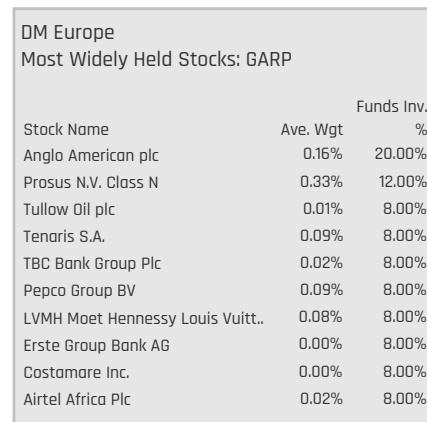 DM Europe
Most Widely Held Stocks: GARP
Funds Inv.
Stock Name Ave. Wgt %
Anglo American plc 0.16% 20.00%
Prosus N.V. Class N 0.33% 12.00%
Tullow Oil plc 0.01% 8.00%
Tenaris S.A. 0.09% 8.00%
TBC Bank Group Plc 0.02% 8.00%
Pepco Group BV 0.09% 8.00%
LVMH Moet Hennessy Louis Vuitt.. 0.08% 8.00%
Erste Group Bank AG 0.00% 8.00%
Costamare Inc. 0.00% 8.00%
Airtel Africa Plc 0.02% 8.00%